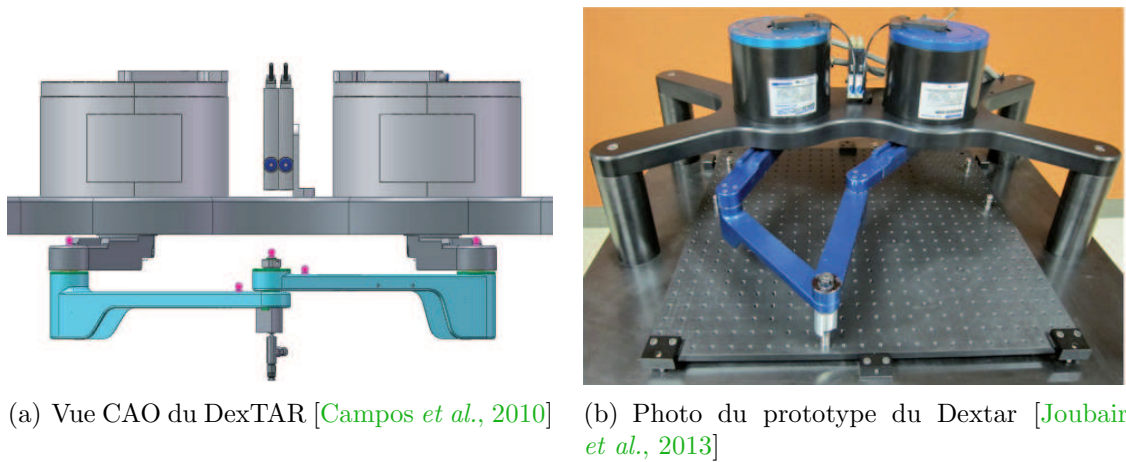 (a) Vue CAO du DexTAR [Campos et al., 2010]
(b) Photo du prototype du Dextar [Joubair
et al., 2013]